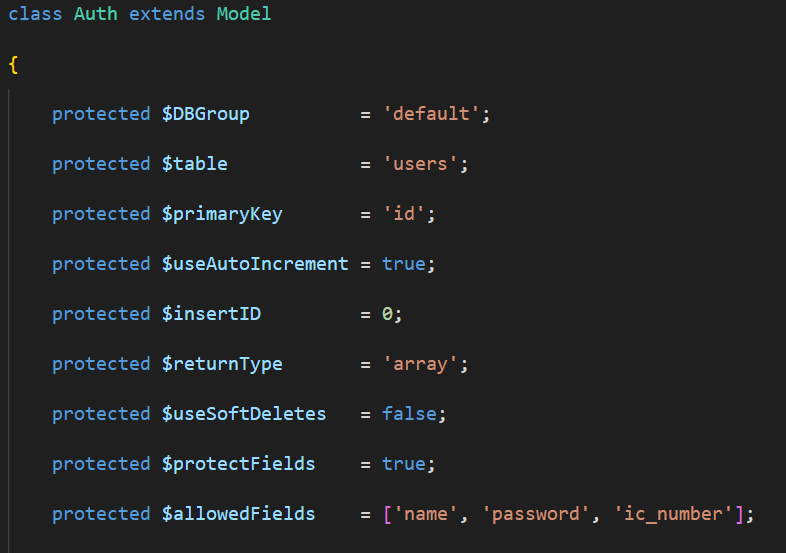 class Auth extends Model
{
    protected $DBGroup          = 'default';
    protected $table            = 'users';
    protected $primaryKey       = 'id';
    protected $useAutoIncrement = true;
    protected $insertID         = 0;
    protected $returnType       = 'array';
    protected $useSoftDeletes   = false;
    protected $protectFields    = true;
    protected $allowedFields    = ['name', 'password', 'ic_number'];